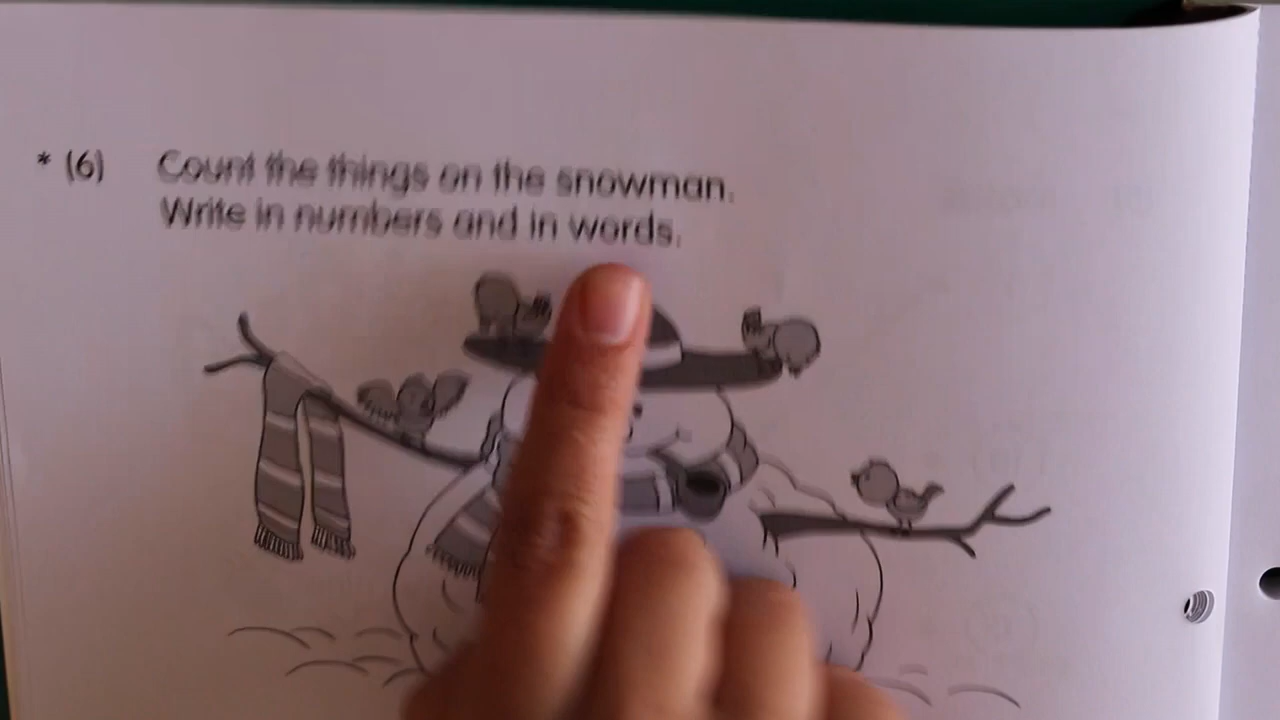 * (6) Count the things on the snowman.
Write in numbers and in words.